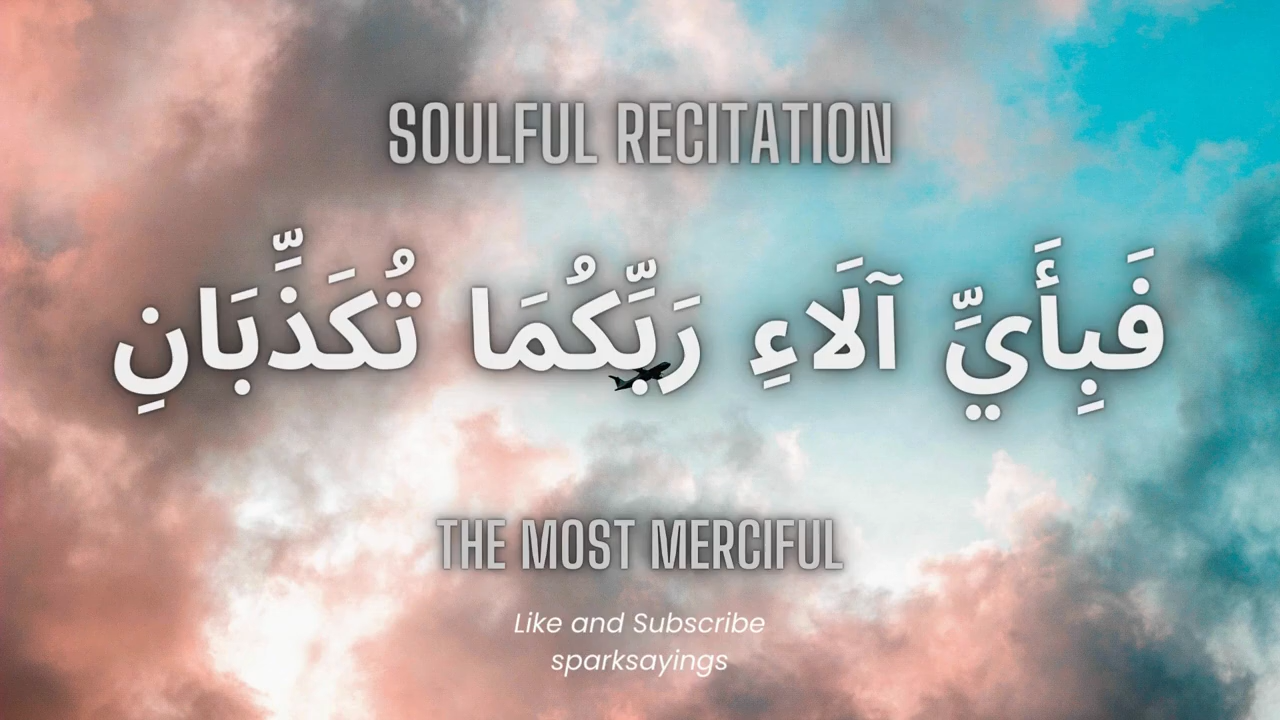 SOULFUL RECITATION
فَبِأَيِّ آلَاءِ رَبِّكُمَا تُكَذِّبَانِ
THE MOST MERCIFUL
Like and Subscribe
sparksayings